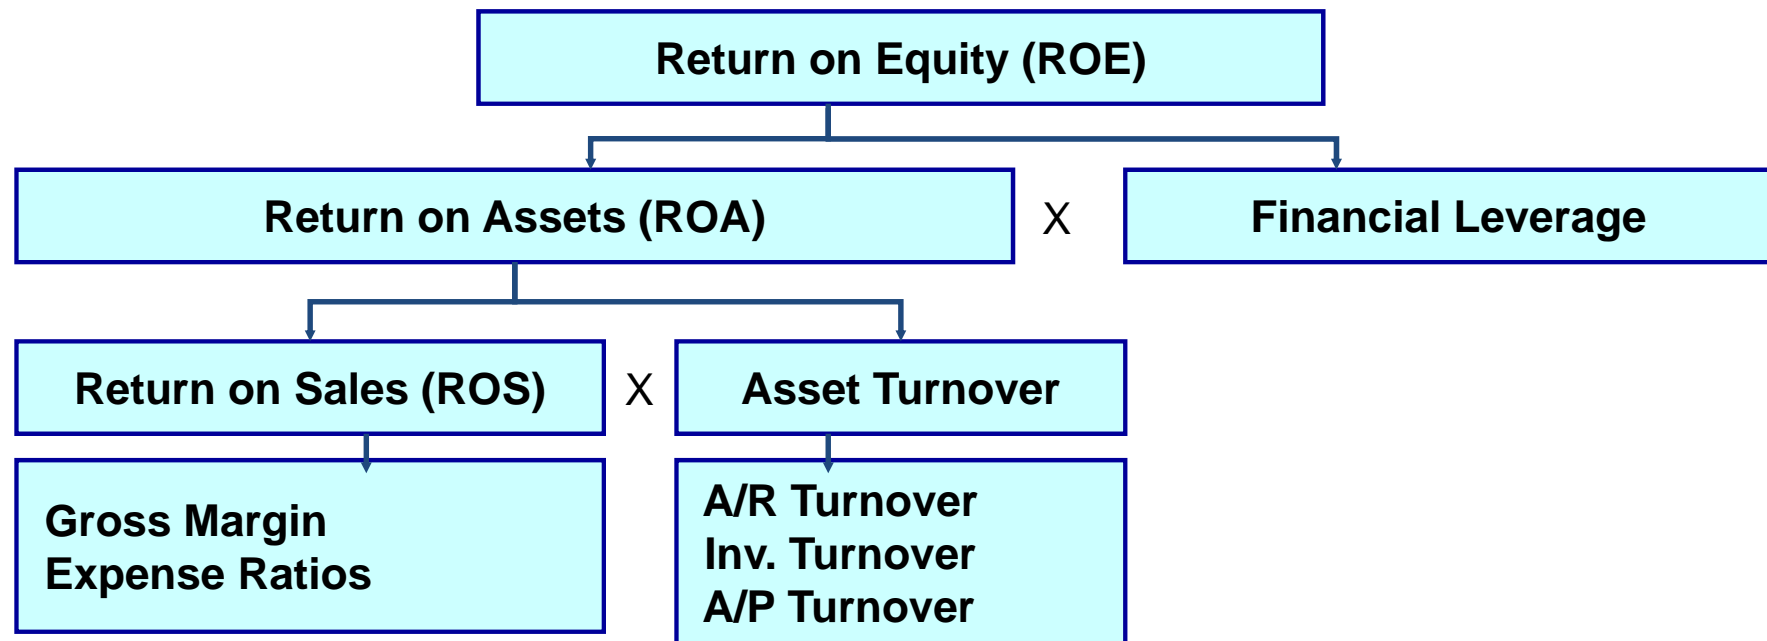 Return on Equity (ROE)
Return on Assets (ROA)
X
Financial Leverage
Return on Sales (ROS)
X
Asset Turnover
Gross Margin
Expense Ratios
A/R Turnover
Inv. Turnover
A/P Turnover